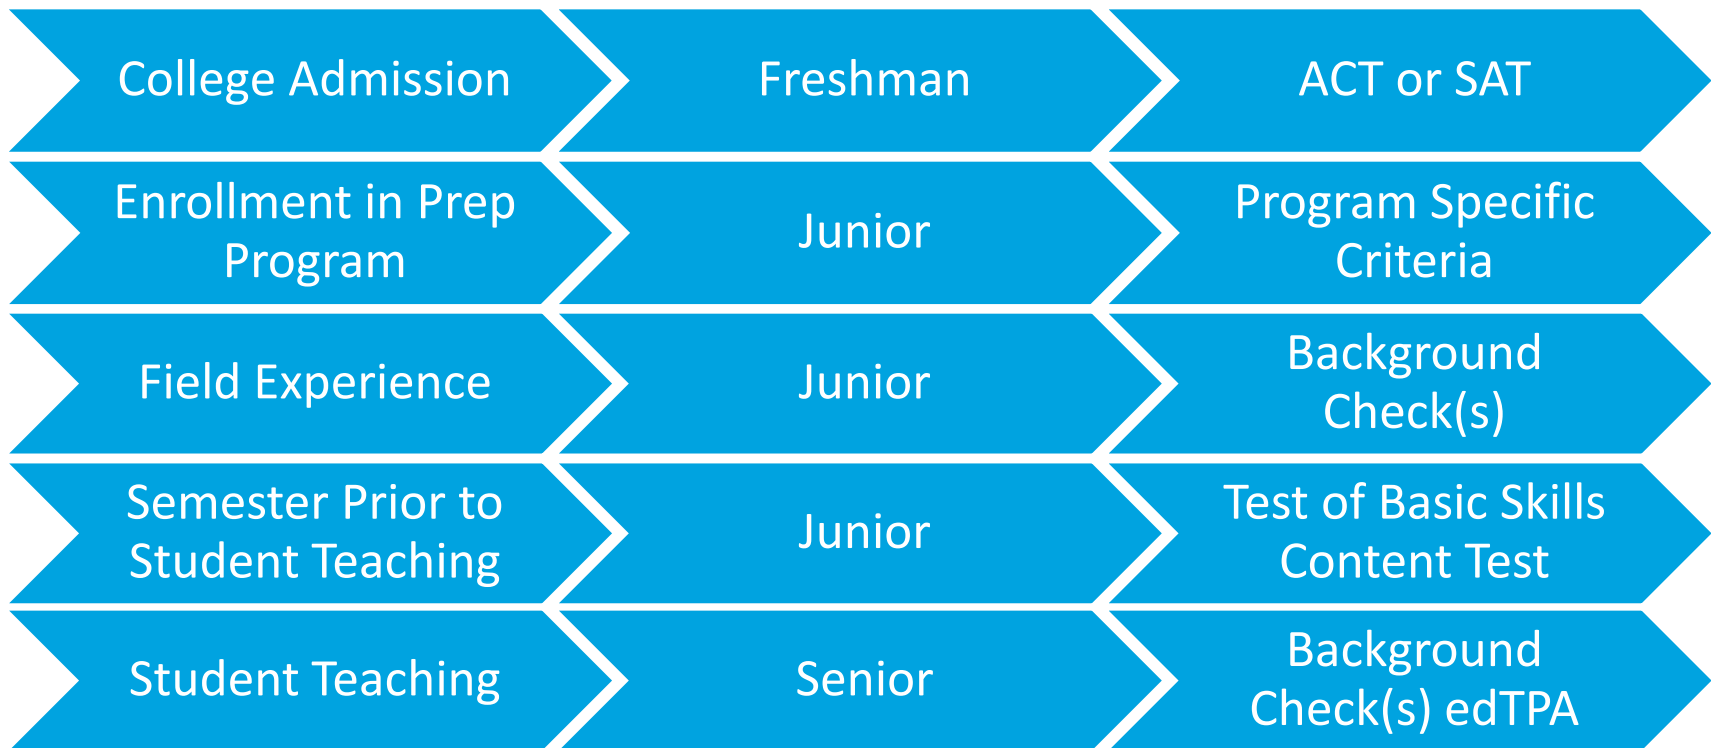 College Admission
Freshman
ACT or SAT
Enrollment in Prep
Program
Junior
Program Specific
Criteria
Field Experience
Junior
Background
Check(s)
Semester Prior to
Student Teaching
Junior
Test of Basic Skills
Content Test
Student Teaching
Senior
Background
Check(s) edTPA